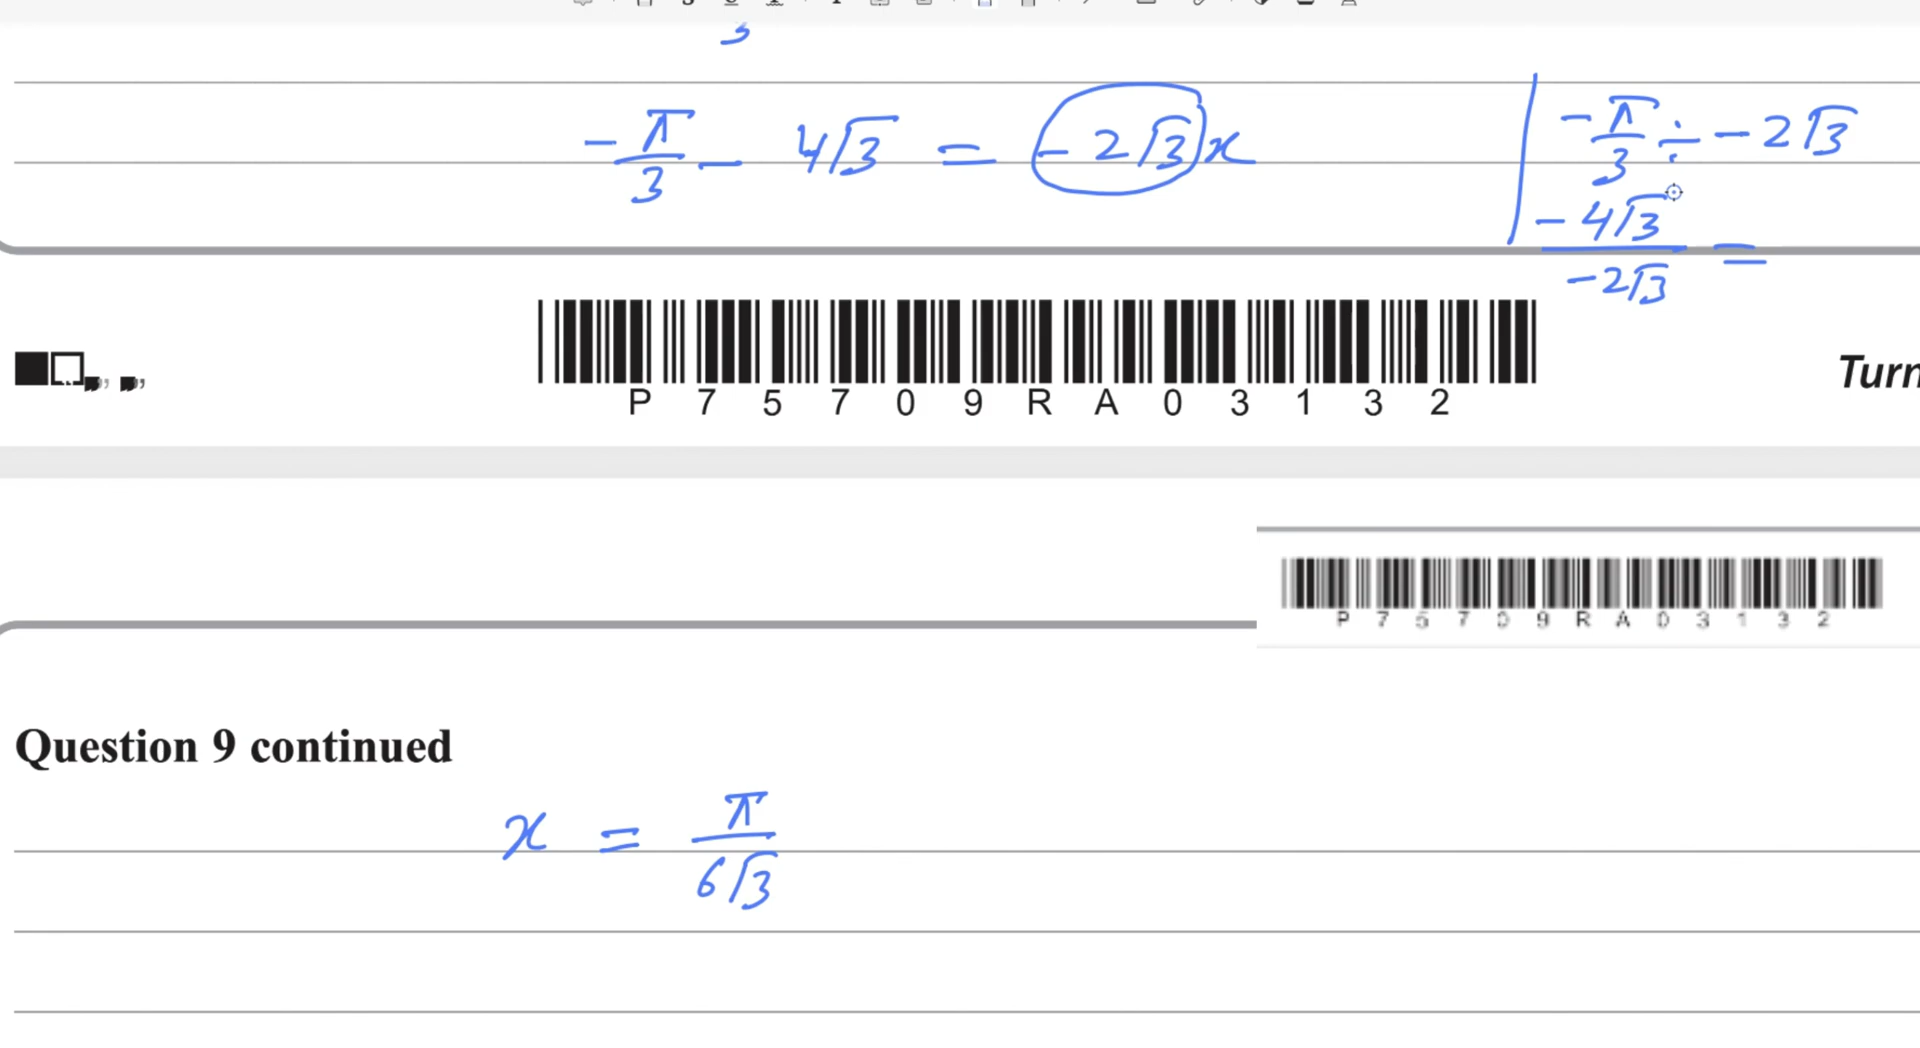 -π/3 - 4√3 = -2√3x
-π/3 ÷ -2√3
-4√3/-2√3 =
P 7 5 7 0 9 R A 0 3 1 3 2
Turn
P 7 5 7 0 9 R A 0 3 1 3 2
Question 9 continued
x = π/6√3